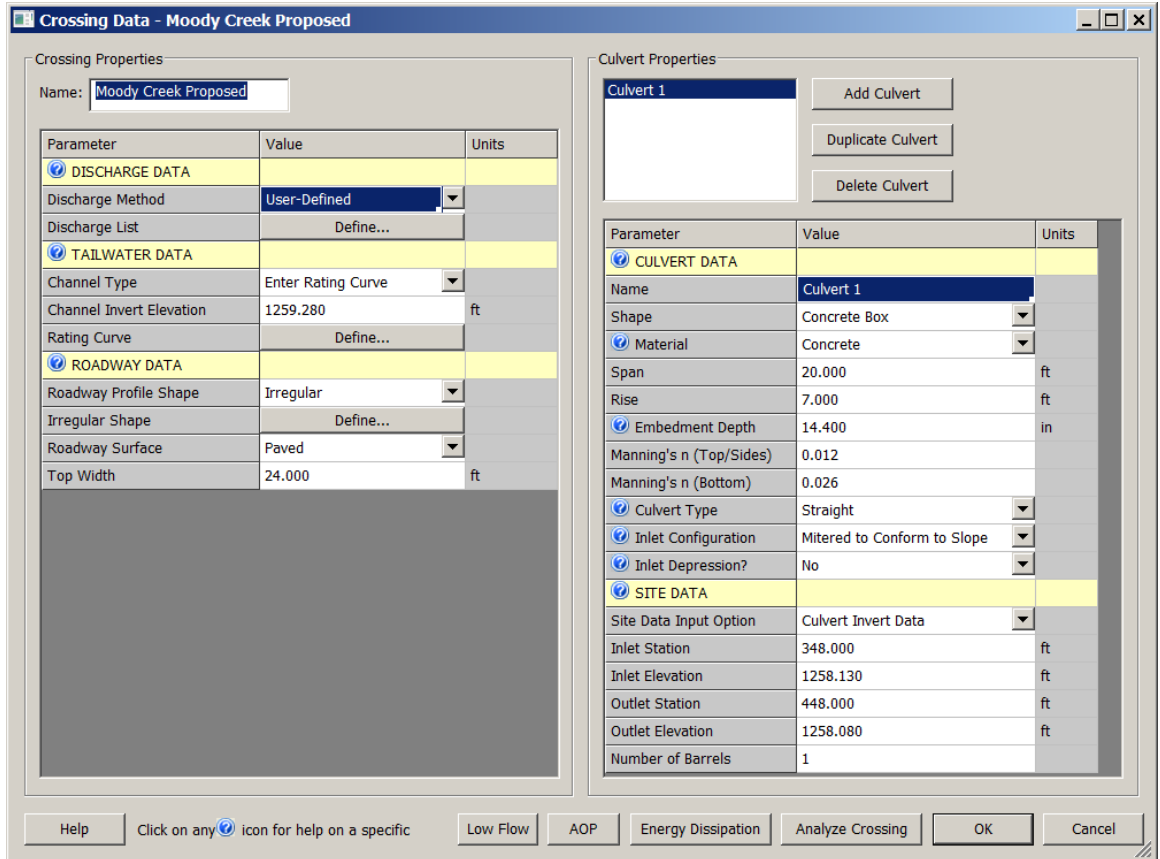 Crossing Data - Moody Creek Proposed
Crossing Properties
Name: Moody Creek Proposed
Parameter Value Units
DISCHARGE DATA
Discharge Method User-Defined
Discharge List Define...
TAILWATER DATA
Channel Type Enter Rating Curve
Channel Invert Elevation 1259.280 ft
Rating Curve Define...
ROADWAY DATA
Roadway Profile Shape Irregular
Irregular Shape Define...
Roadway Surface Paved
Top Width 24.000 ft
Culvert Properties
Culvert 1
Add Culvert
Duplicate Culvert
Delete Culvert
Parameter Value Units
CULVERT DATA
Name Culvert 1
Shape Concrete Box
Material Concrete
Span 20.000 ft
Rise 7.000 ft
Embedment Depth 14.400 in
Manning's n (Top/Sides) 0.012
Manning's n (Bottom) 0.026
Culvert Type Straight
Inlet Configuration Mitered to Conform to Slope
Inlet Depression? No
SITE DATA
Site Data Input Option Culvert Invert Data
Inlet Station 348.000 ft
Inlet Elevation 1258.130 ft
Outlet Station 448.000 ft
Outlet Elevation 1258.080 ft
Number of Barrels 1
Help Click on any ? icon for help on a specific Low Flow AOP Energy Dissipation Analyze Crossing OK Cancel